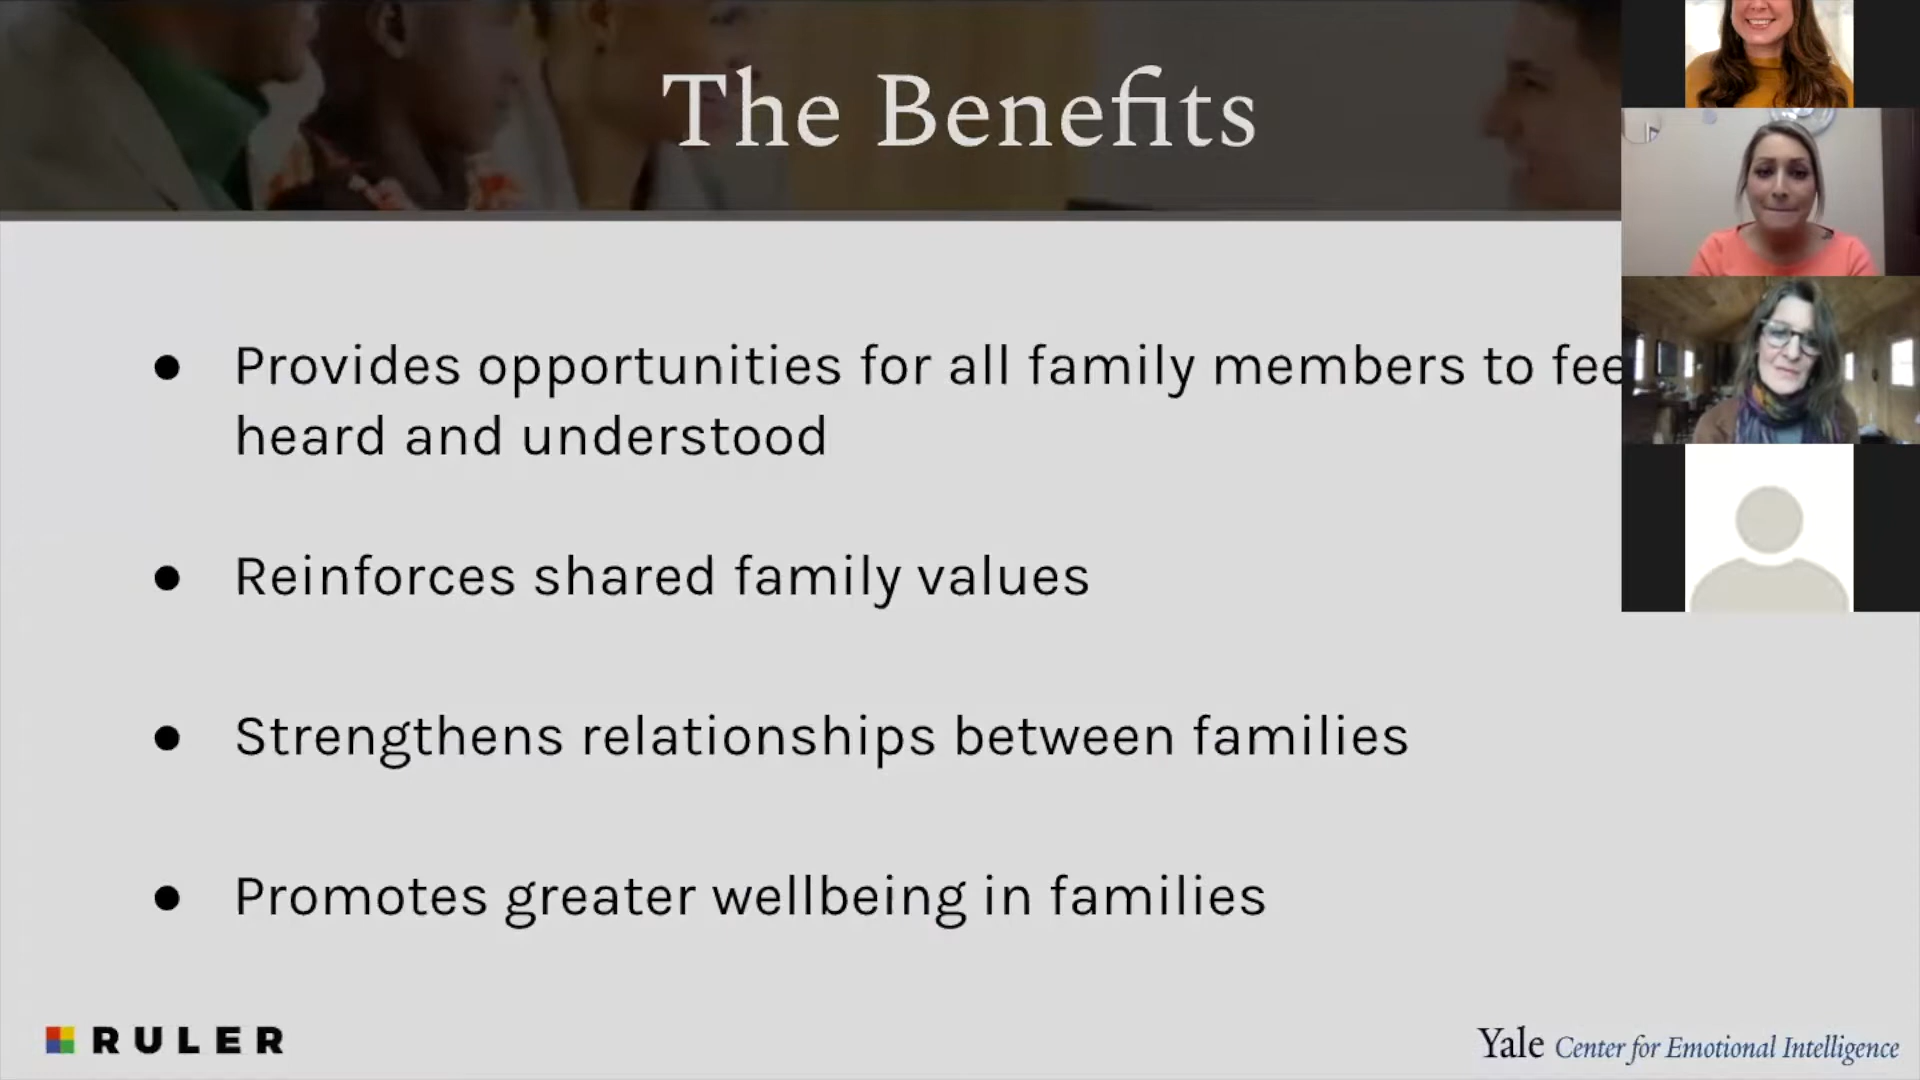 The Benefits
● Provides opportunities for all family members to fee
heard and understood
● Reinforces shared family values
● Strengthens relationships between families
● Promotes greater wellbeing in families
RULER
Yale Center for Emotional Intelligence